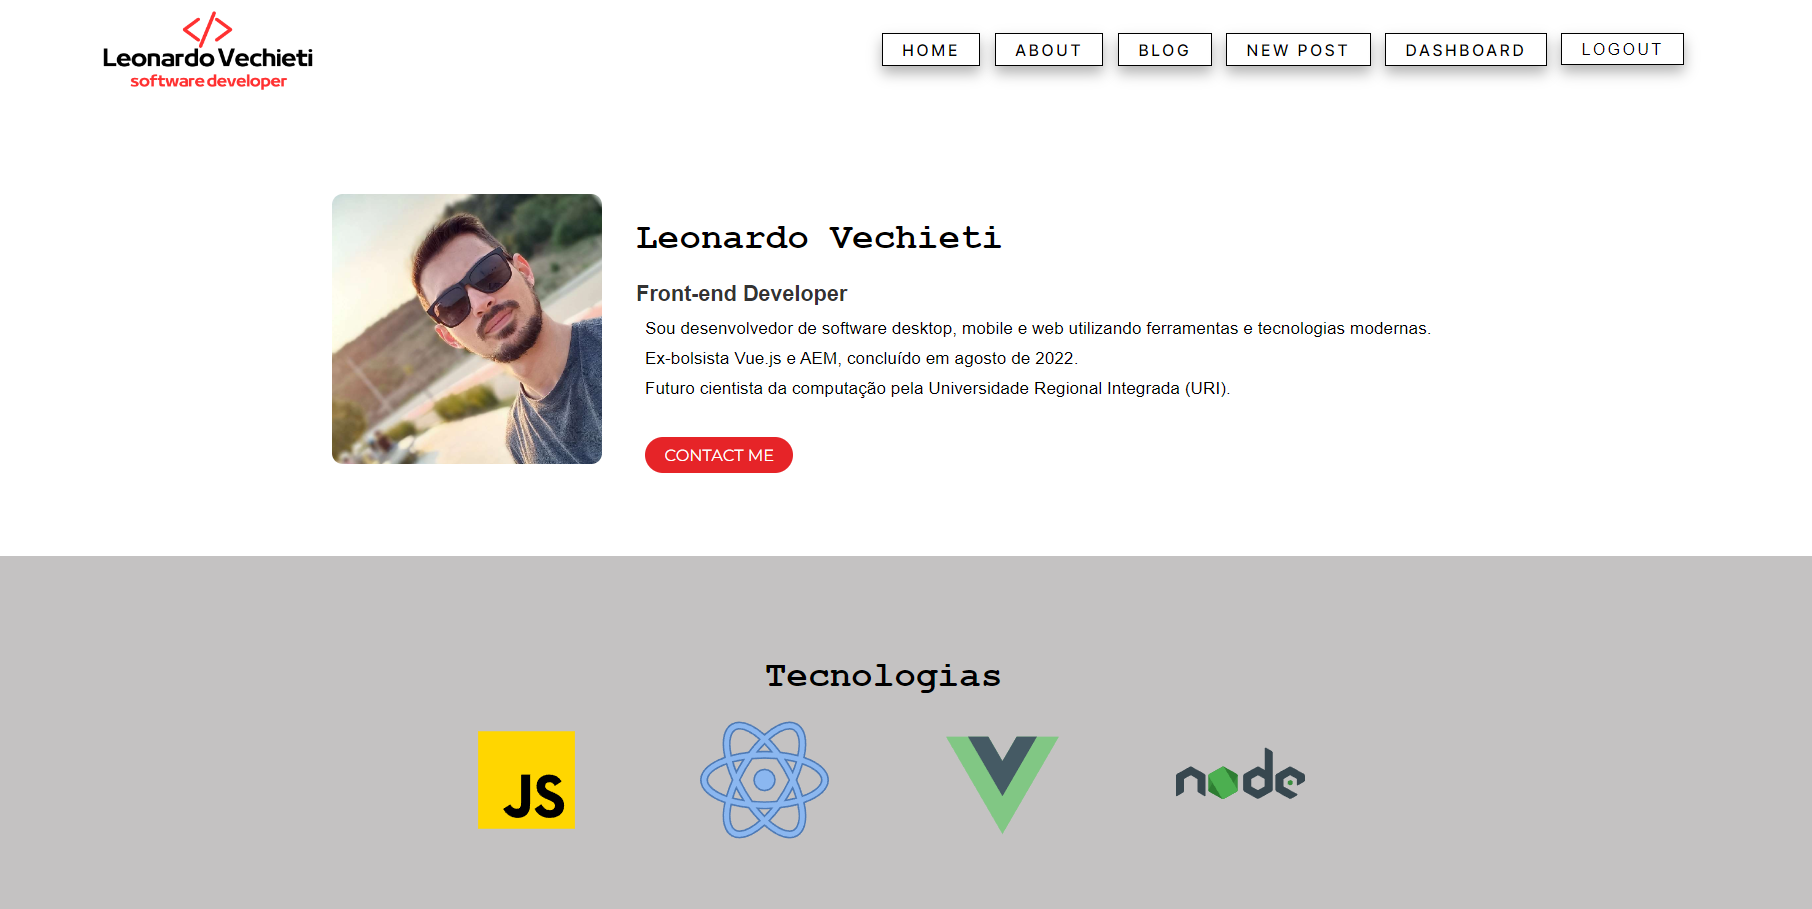 </>
Leonardo Vechieti
software developer
HOME
ABOUT
BLOG
NEW POST
DASHBOARD
LOGOUT
Leonardo Vechieti
Front-end Developer
Sou desenvolvedor de software desktop, mobile e web utilizando ferramentas e tecnologias modernas.
Ex-bolsista Vue.js e AEM, concluído em agosto de 2022.
Futuro cientista da computação pela Universidade Regional Integrada (URI).
CONTACT ME
Tecnologias
JS
node